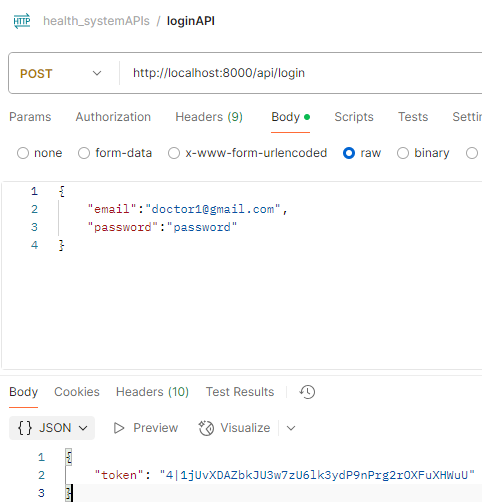 HTTP health_systemAPIs / loginAPI
POST http://localhost:8000/api/login
Params Authorization Headers (9) Body Scripts Tests Settin
none form-data x-www-form-urlencoded raw binary
1 {
2 "email":"doctor1@gmail.com",
3 "password":"password"
4 }
Body Cookies Headers (10) Test Results
{} JSON Preview Visualize
1 {
2 "token": "4|1jUvXDAZbkJU3w7zU6lk3ydP9nPrg2rOXFuXHWuU"
3 }